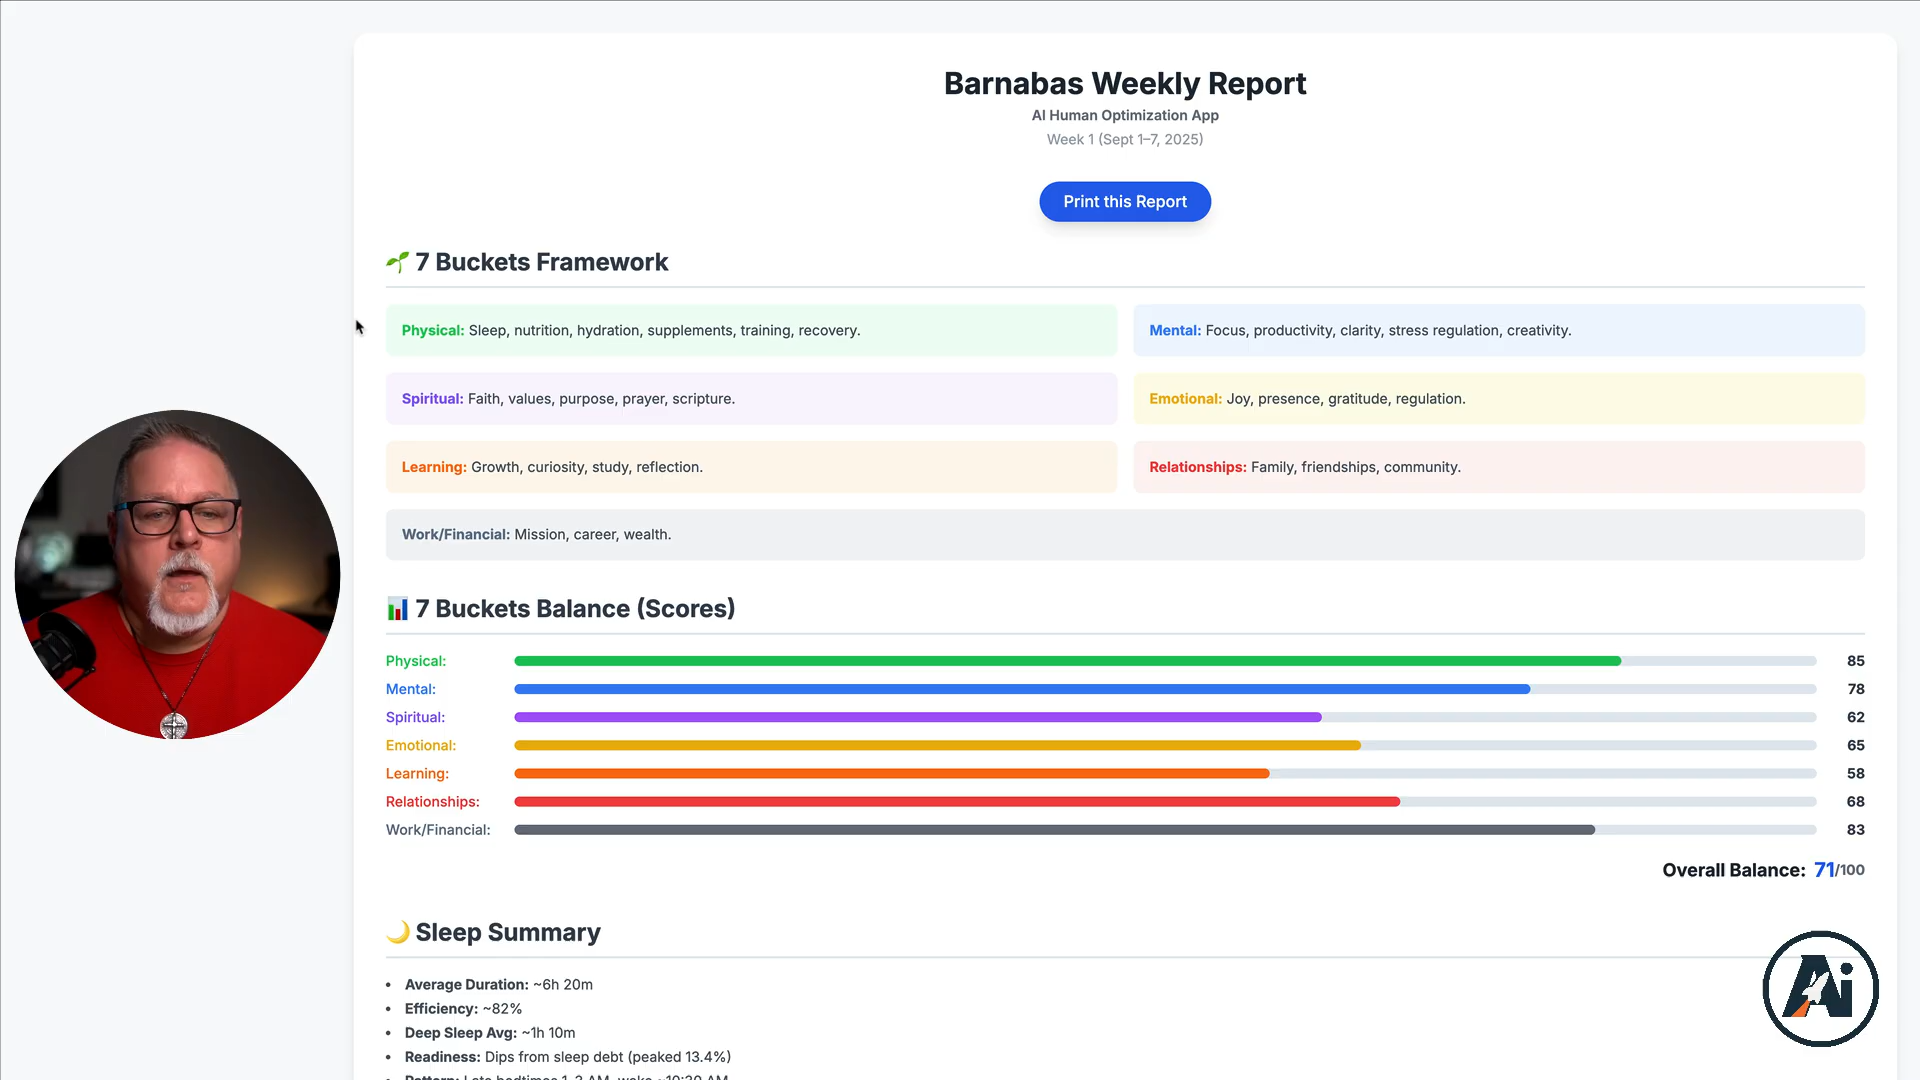 Barnabas Weekly Report
AI Human Optimization App
Week 1 (Sept 1–7, 2025)
Print this Report
7 Buckets Framework
Physical: Sleep, nutrition, hydration, supplements, training, recovery.
Mental: Focus, productivity, clarity, stress regulation, creativity.
Spiritual: Faith, values, purpose, prayer, scripture.
Emotional: Joy, presence, gratitude, regulation.
Learning: Growth, curiosity, study, reflection.
Relationships: Family, friendships, community.
Work/Financial: Mission, career, wealth.
7 Buckets Balance (Scores)
Physical: 85
Mental: 78
Spiritual: 62
Emotional: 65
Learning: 58
Relationships: 68
Work/Financial: 83
Overall Balance: 71/100
Sleep Summary
• Average Duration: ~6h 20m
• Efficiency: ~82%
• Deep Sleep Avg: ~1h 10m
• Readiness: Dips from sleep debt (peaked 13.4%)
Ai